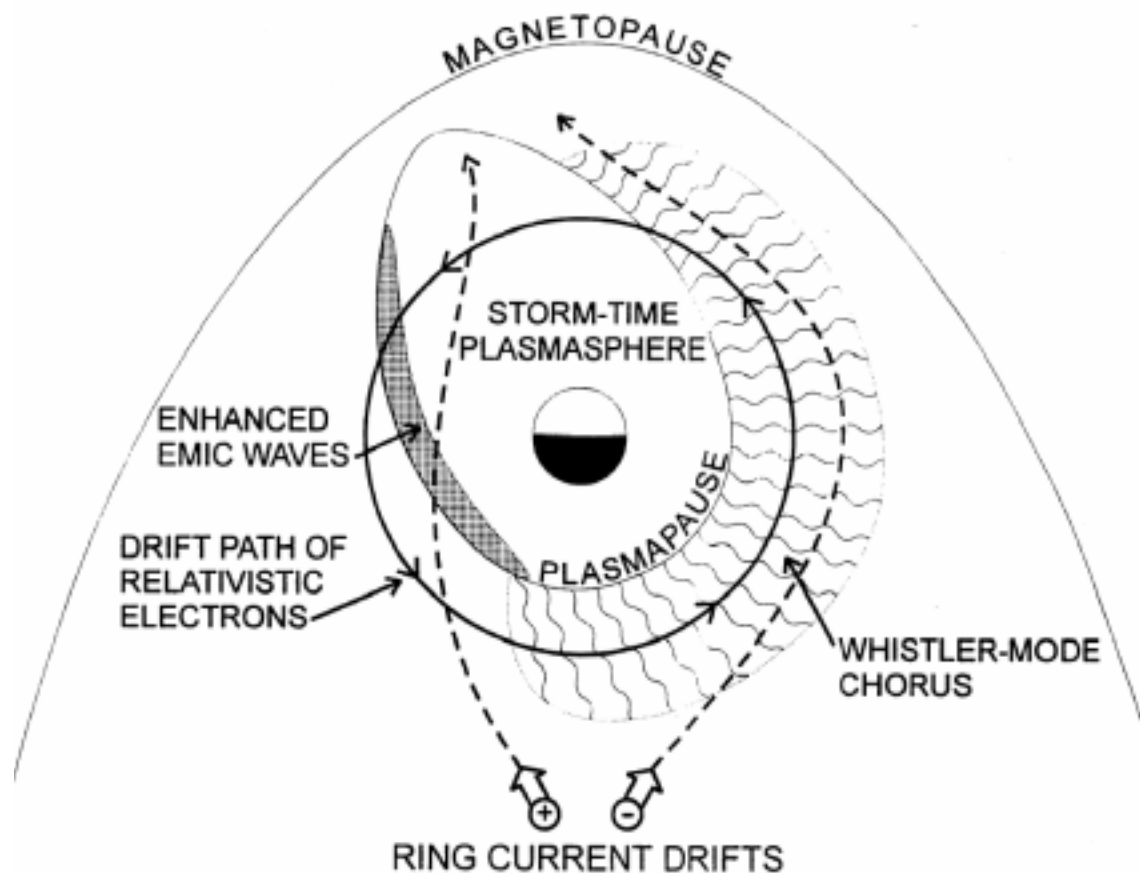 MAGNETOPAUSE
STORM-TIME
PLASMASPHERE
ENHANCED
EMIC WAVES
PLASMAPAUSE
DRIFT PATH OF
RELATIVISTIC
ELECTRONS
WHISTLER-MODE
CHORUS
+ -
RING CURRENT DRIFTS